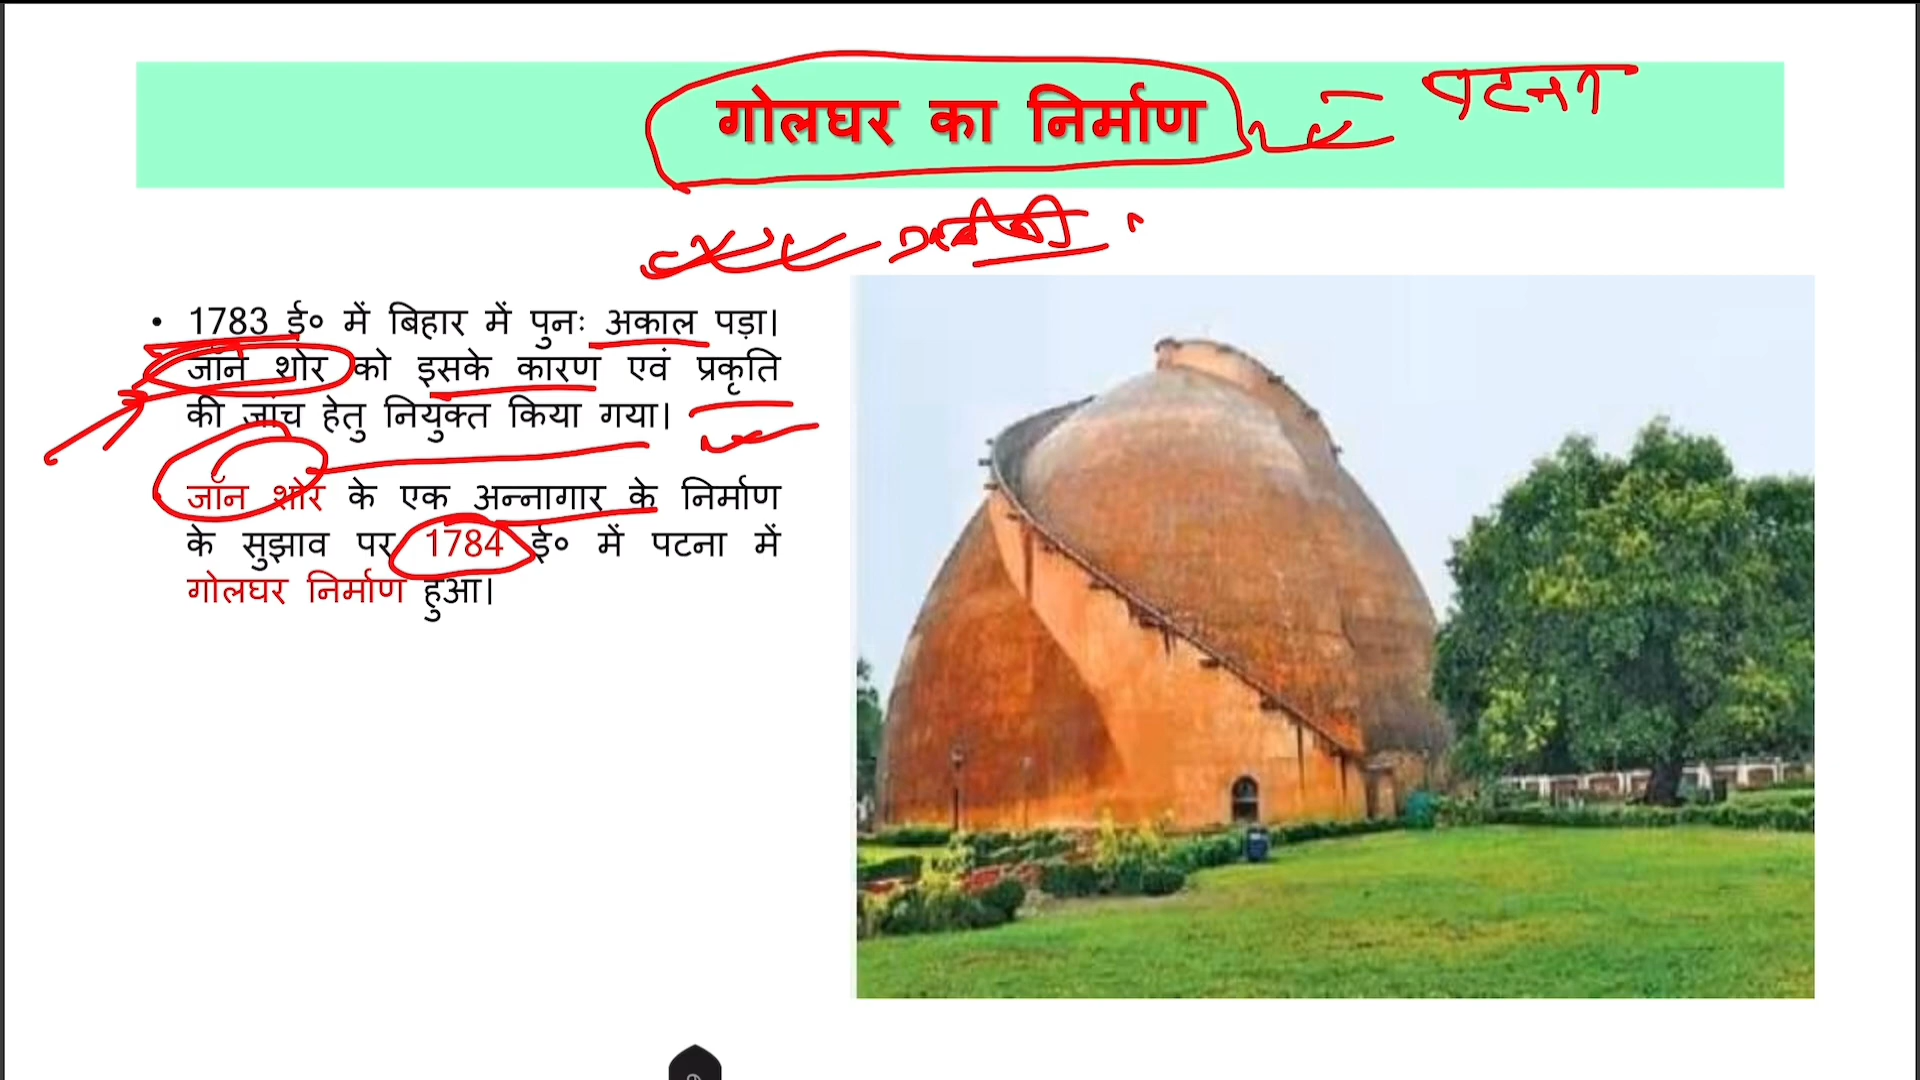 गोलघर का निर्माण
पटना
• 1783 ई० में बिहार में पुनः अकाल पड़ा।
जॉन शोर को इसके कारण एवं प्रकृति
की जांच हेतु नियुक्त किया गया।
जॉन शोर के एक अन्नागार के निर्माण
के सुझाव पर 1784 ई० में पटना में
गोलघर निर्माण हुआ।